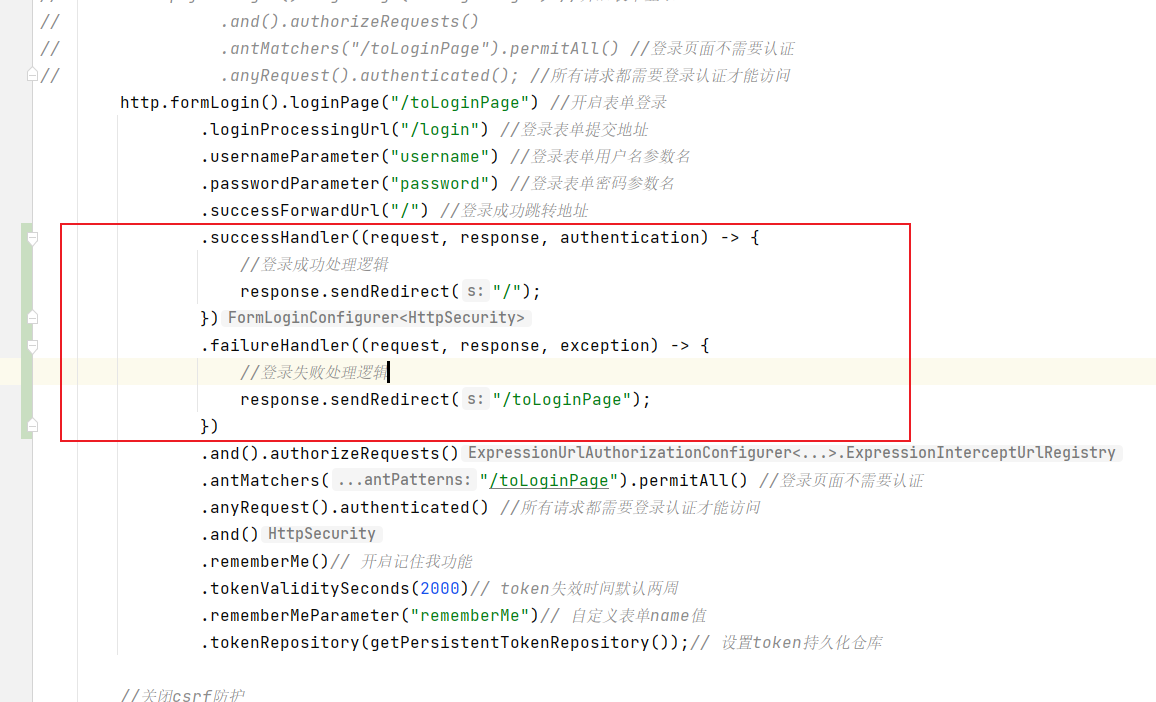 //                .and().authorizeRequests()
//                .antMatchers("/toLoginPage").permitAll() //登录页面不需要认证
//                .anyRequest().authenticated(); //所有请求都需要登录认证才能访问
        http.formLogin().loginPage("/toLoginPage") //开启表单登录
                .loginProcessingUrl("/login") //登录表单提交地址
                .usernameParameter("username") //登录表单用户名参数名
                .passwordParameter("password") //登录表单密码参数名
                .successForwardUrl("/") //登录成功跳转地址
                .successHandler((request, response, authentication) -> {
                    //登录成功处理逻辑
                    response.sendRedirect( s: "/");
                }) FormLoginConfigurer<HttpSecurity>
                .failureHandler((request, response, exception) -> {
                    //登录失败处理逻辑
                    response.sendRedirect( s: "/toLoginPage");
                })
                .and().authorizeRequests() ExpressionUrlAuthorizationConfigurer<...>.ExpressionInterceptUrlRegistry
                .antMatchers( ...antPatterns: "/toLoginPage").permitAll() //登录页面不需要认证
                .anyRequest().authenticated() //所有请求都需要登录认证才能访问
                .and() HttpSecurity
                .rememberMe()// 开启记住我功能
                .tokenValiditySeconds(2000)// token失效时间默认两周
                .rememberMeParameter("rememberMe")// 自定义表单name值
                .tokenRepository(getPersistentTokenRepository());// 设置token持久化仓库
        //关闭csrf防护